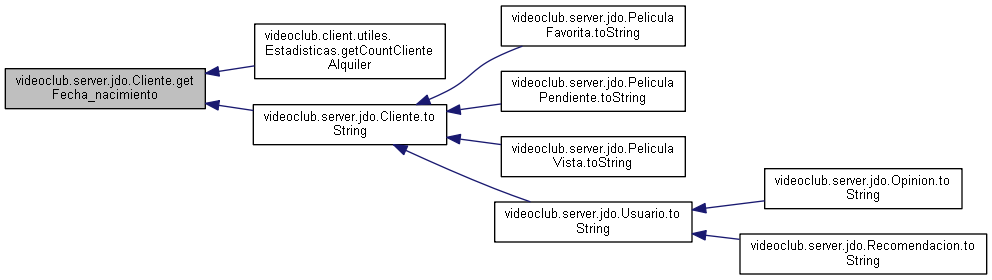 videoclub.server.jdo.Cliente.get
Fecha_nacimiento
videoclub.client.utiles.
Estadisticas.getCountCliente
Alquiler
videoclub.server.jdo.Cliente.to
String
videoclub.server.jdo.Pelicula
Favorita.toString
videoclub.server.jdo.Pelicula
Pendiente.toString
videoclub.server.jdo.Pelicula
Vista.toString
videoclub.server.jdo.Usuario.to
String
videoclub.server.jdo.Opinion.to
String
videoclub.server.jdo.Recomendacion.to
String